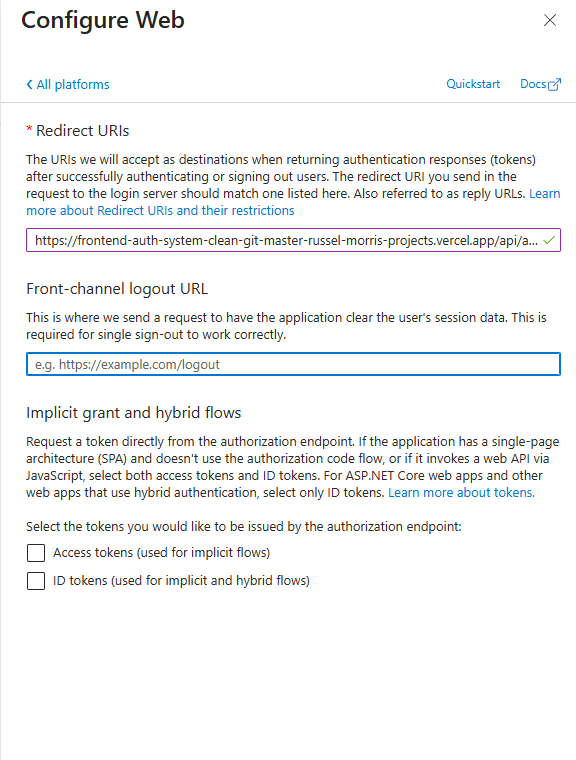 Configure Web
All platforms
Quickstart
Docs
* Redirect URIs
The URIs we will accept as destinations when returning authentication responses (tokens)
after successfully authenticating or signing out users. The redirect URI you send in the
request to the login server should match one listed here. Also referred to as reply URLs. Learn
more about Redirect URIs and their restrictions
https://frontend-auth-system-clean-git-master-russel-morris-projects.vercel.app/api/a...
Front-channel logout URL
This is where we send a request to have the application clear the user's session data. This is
required for single sign-out to work correctly.
e.g. https://example.com/logout
Implicit grant and hybrid flows
Request a token directly from the authorization endpoint. If the application has a single-page
architecture (SPA) and doesn't use the authorization code flow, or if it invokes a web API via
JavaScript, select both access tokens and ID tokens. For ASP.NET Core web apps and other
web apps that use hybrid authentication, select only ID tokens. Learn more about tokens.
Select the tokens you would like to be issued by the authorization endpoint:
Access tokens (used for implicit flows)
ID tokens (used for implicit and hybrid flows)